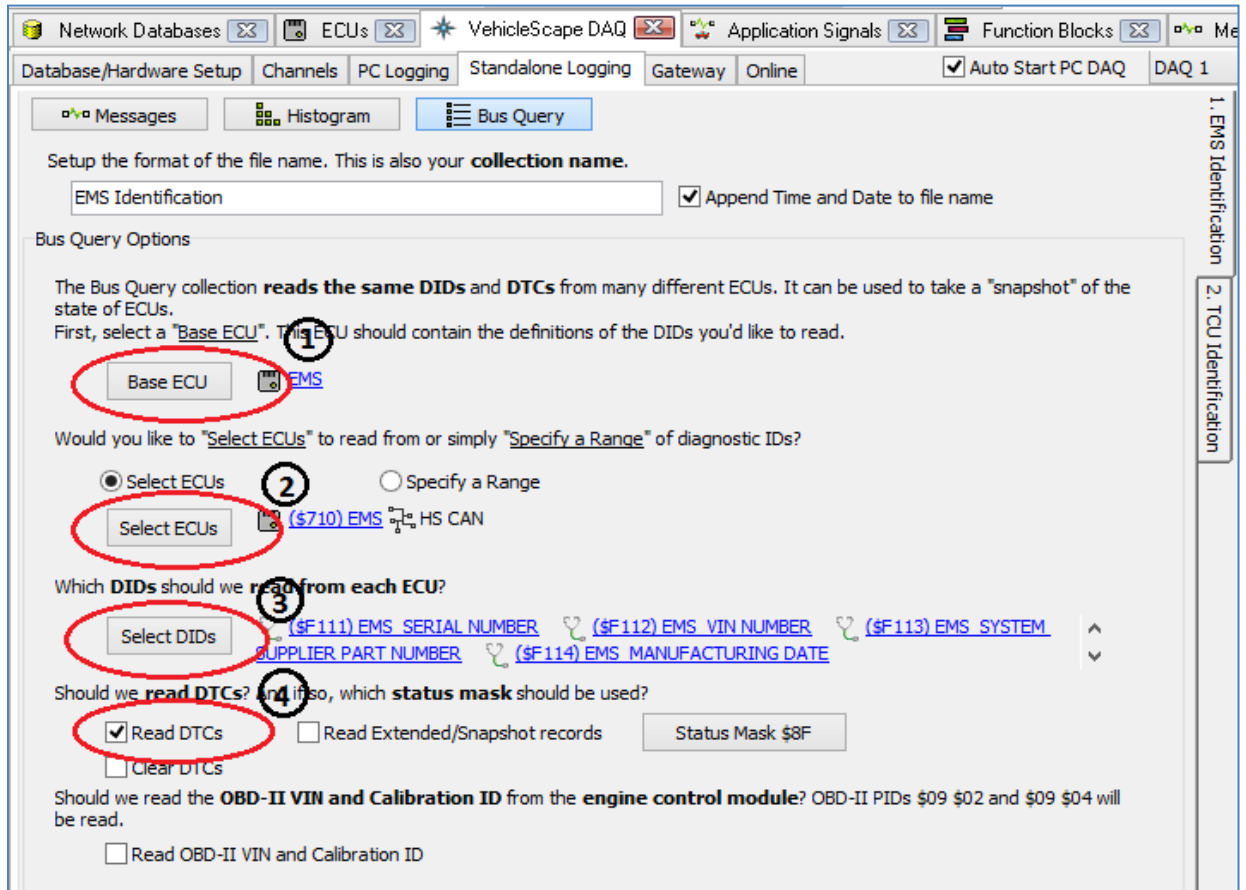 Network Databases ECUs VehicleScape DAQ Application Signals Function Blocks Me
Database/Hardware Setup Channels PC Logging Standalone Logging Gateway Online Auto Start PC DAQ DAQ 1
Messages Histogram Bus Query
Setup the format of the file name. This is also your collection name.
EMS Identification Append Time and Date to file name
Bus Query Options
The Bus Query collection reads the same DIDs and DTCs from many different ECUs. It can be used to take a "snapshot" of the
state of ECUs.
First, select a "Base ECU". This ECU should contain the definitions of the DIDs you'd like to read.
1
Base ECU EMS
Would you like to "Select ECUs" to read from or simply "Specify a Range" of diagnostic IDs?
Select ECUs 2 Specify a Range
Select ECUs ($710) EMS HS CAN
Which DIDs should we read from each ECU?
3
Select DIDs ($F111) EMS SERIAL NUMBER ($F112) EMS VIN NUMBER ($F113) EMS SYSTEM
SUPPLIER PART NUMBER ($F114) EMS MANUFACTURING DATE
Should we read DTCs? And if so, which status mask should be used?
4
Read DTCs Read Extended/Snapshot records Status Mask $8F
Clear DTCs
Should we read the OBD-II VIN and Calibration ID from the engine control module? OBD-II PIDs $09 $02 and $09 $04 will
be read.
Read OBD-II VIN and Calibration ID
1. EMS Identification
2. TCU Identification